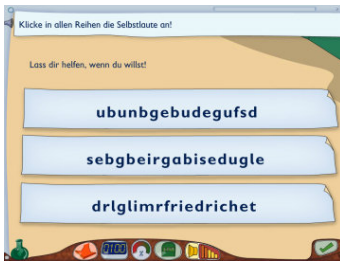 Klicke in allen Reihen die Selbstlaute an!
Lass dir helfen, wenn du willst!
ubunbgebudegufsd
sebgbeirgabisedugle
drlglimrfriedrichet